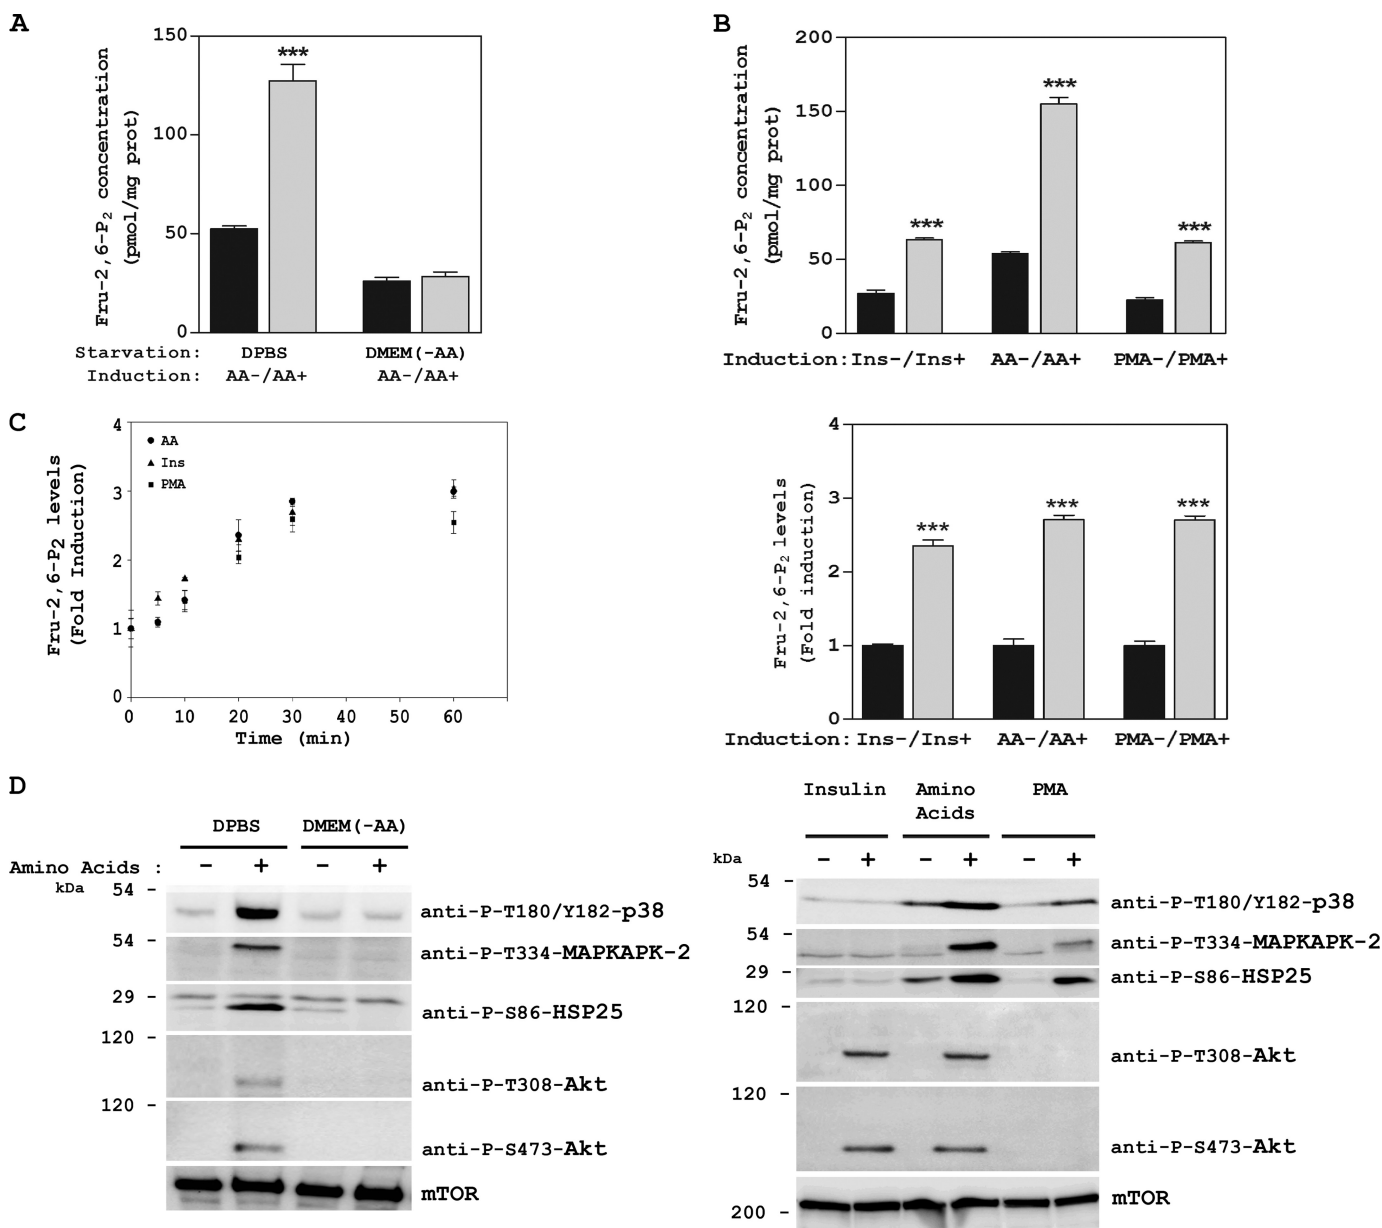 A
Fru-2,6-P2 concentration
(pmol/mg prot)
150
100
50
0
***
Starvation: DPBS DMEM(-AA)
Induction: AA-/AA+ AA-/AA+
B
Fru-2,6-P2 concentration
(pmol/mg prot)
200
150
100
50
0
*** *** ***
Induction: Ins-/Ins+ AA-/AA+ PMA-/PMA+
C
Fru-2,6-P2 levels
(Fold Induction)
4
3
2
1
0
AA
Ins
PMA
0 10 20 30 40 50 60
Time (min)
Fru-2,6-P2 levels
(Fold induction)
4
3
2
1
0
*** *** ***
Induction: Ins-/Ins+ AA-/AA+ PMA-/PMA+
D
DPBS DMEM(-AA)
Amino Acids : - + - +
kDa
54 -
anti-P-T180/Y182-p38
54 -
anti-P-T334-MAPKAPK-2
29 -
anti-P-S86-HSP25
120 -
anti-P-T308-Akt
120 -
anti-P-S473-Akt
mTOR
Insulin Amino Acids PMA
kDa - + - + - +
54 -
anti-P-T180/Y182-p38
54 -
anti-P-T334-MAPKAPK-2
29 -
anti-P-S86-HSP25
120 -
anti-P-T308-Akt
120 -
anti-P-S473-Akt
mTOR
200 -